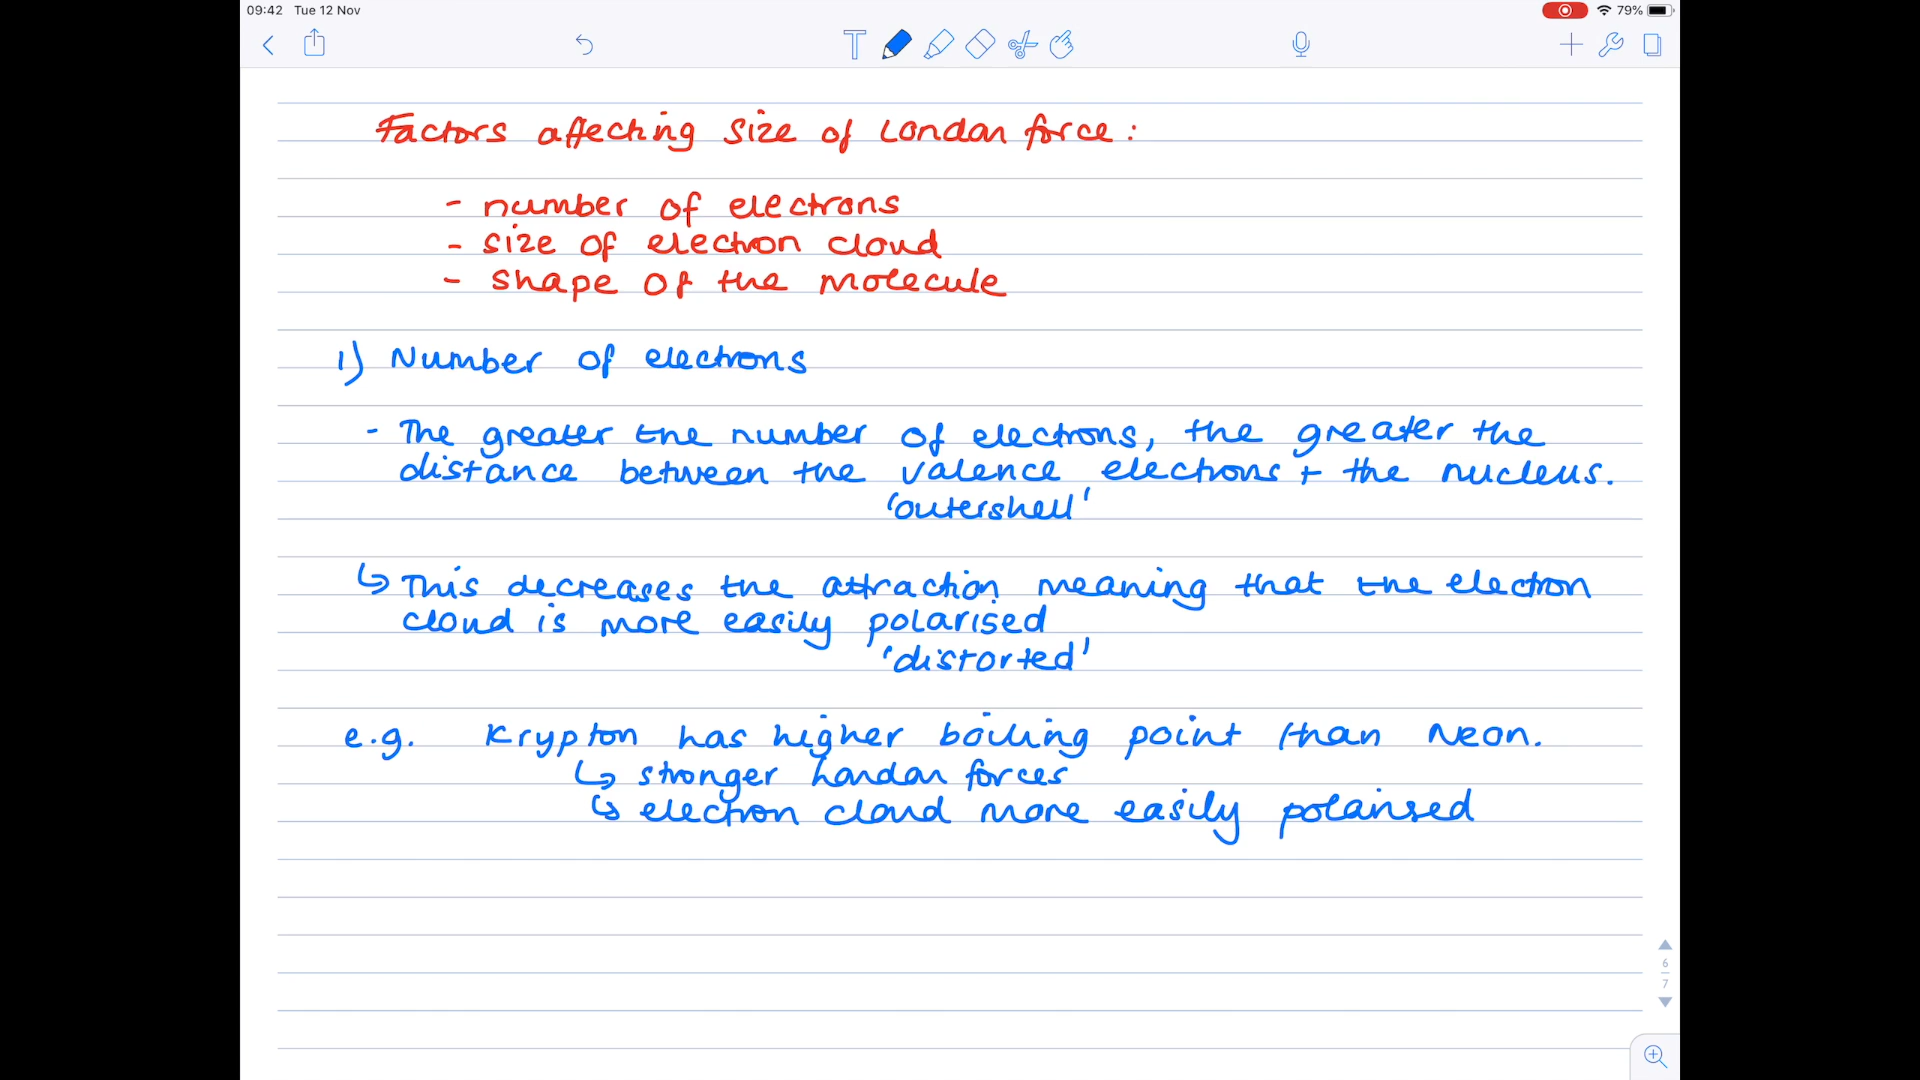 09:42 Tue 12 Nov
79%
T
Factors affecting size of London force:
- number of electrons
- size of electron cloud
- shape of the molecule
1) Number of electrons
- The greater the number of electrons, the greater the
distance between the valence electrons + the nucleus.
'outershell'
↳ This decreases the attraction meaning that the electron
cloud is more easily polarised
'distorted'
e.g. Krypton has higher boiling point than Neon.
↳ stronger London forces
↳ electron cloud more easily polarised
6
7